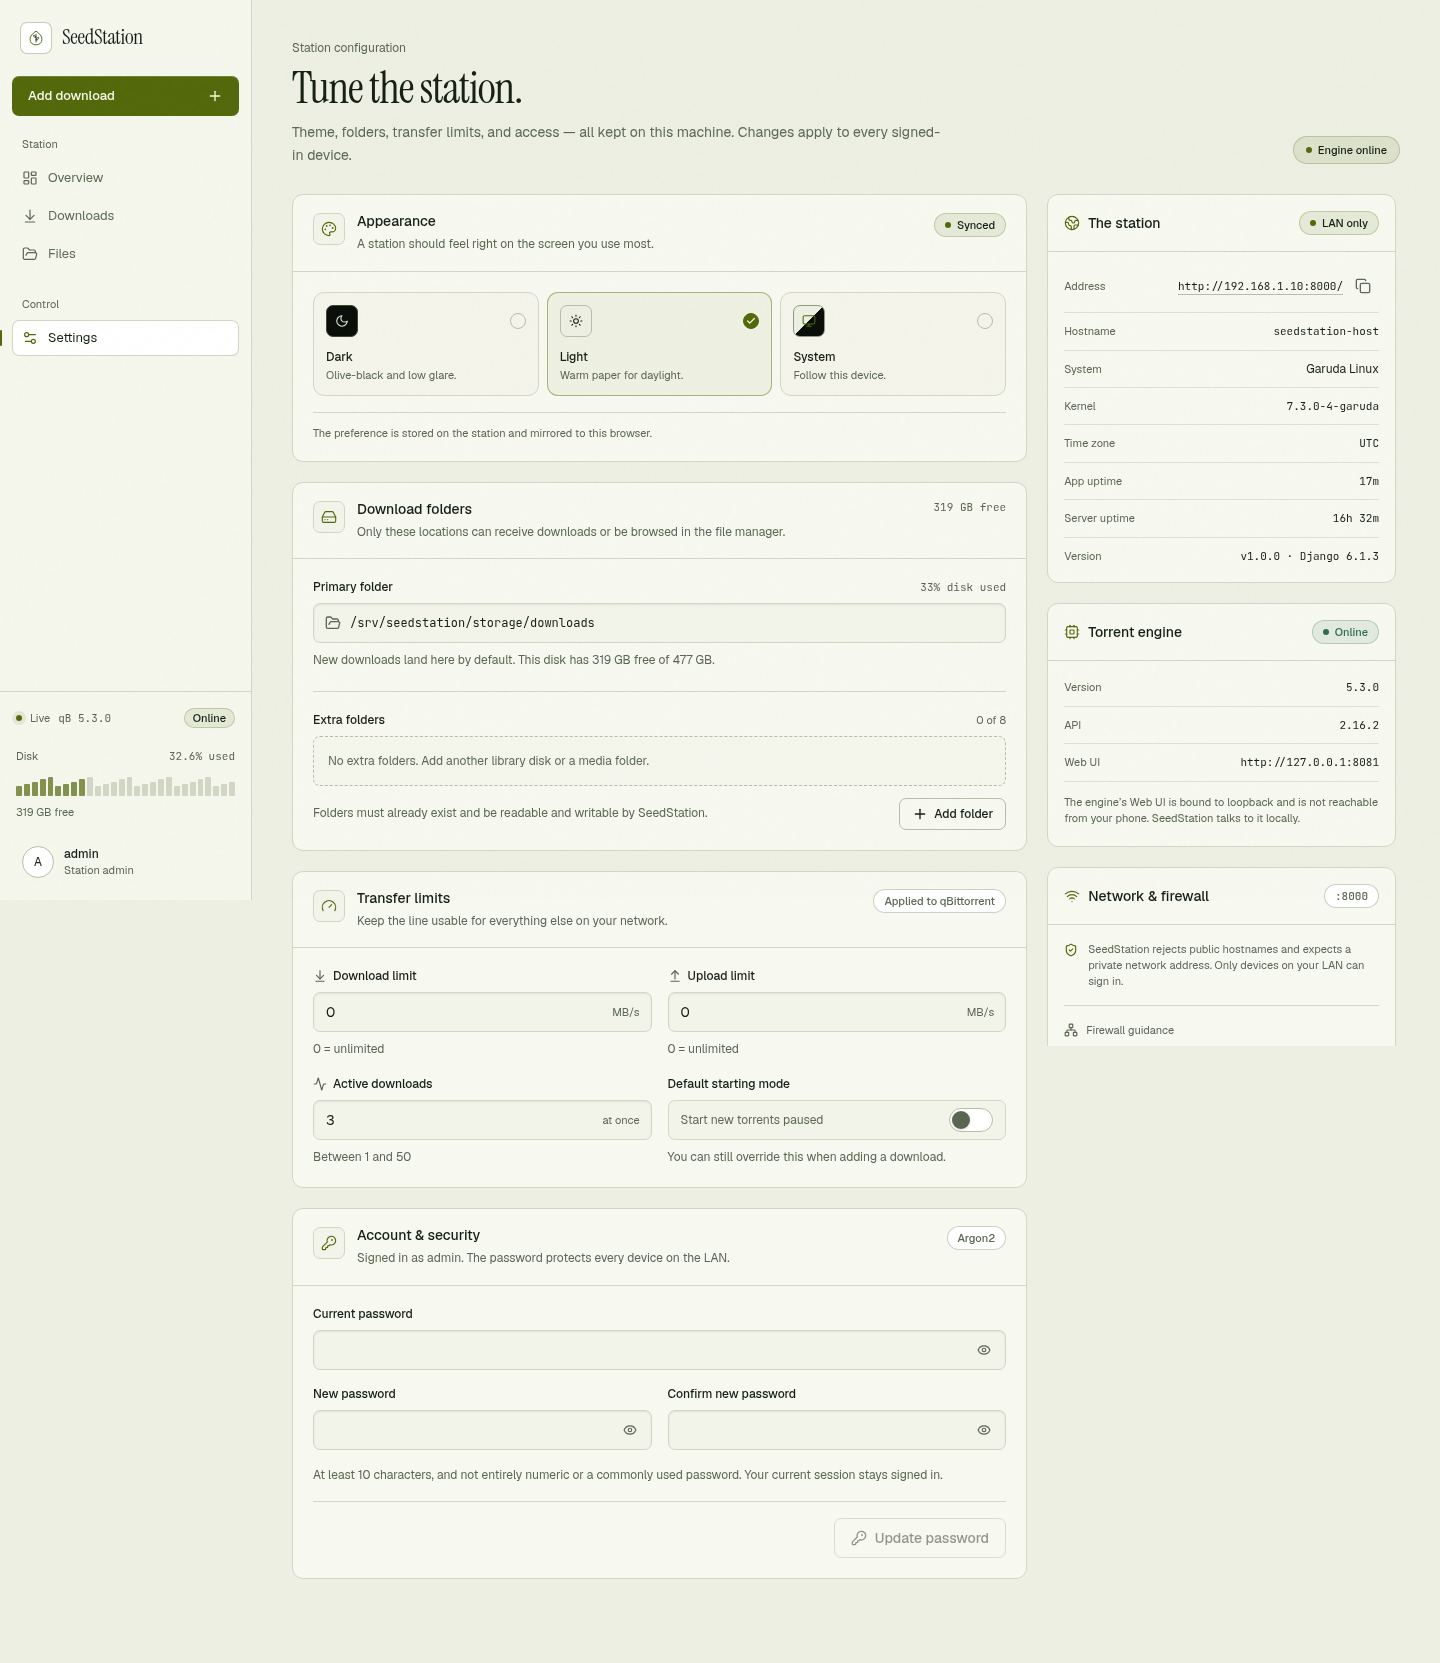 SeedStation
Add download
Station
Overview
Downloads
Files
Control
Settings
Live qB 5.3.0
Online
Disk
32.6% used
319 GB free
A
admin
Station admin
Station configuration
Tune the station.
Theme, folders, transfer limits, and access — all kept on this machine. Changes apply to every signed-
in device.
Engine online
Appearance
A station should feel right on the screen you use most.
Synced
Dark
Olive-black and low glare.
Light
Warm paper for daylight.
System
Follow this device.
The preference is stored on the station and mirrored to this browser.
Download folders
Only these locations can receive downloads or be browsed in the file manager.
319 GB free
Primary folder
33% disk used
/srv/seedstation/storage/downloads
New downloads land here by default. This disk has 319 GB free of 477 GB.
Extra folders
0 of 8
No extra folders. Add another library disk or a media folder.
Folders must already exist and be readable and writable by SeedStation.
Add folder
Transfer limits
Keep the line usable for everything else on your network.
Applied to qBittorrent
Download limit
0
MB/s
0 = unlimited
Upload limit
0
MB/s
0 = unlimited
Active downloads
3
at once
Between 1 and 50
Default starting mode
Start new torrents paused
You can still override this when adding a download.
Account & security
Signed in as admin. The password protects every device on the LAN.
Argon2
Current password
New password
Confirm new password
At least 10 characters, and not entirely numeric or a commonly used password. Your current session stays signed in.
Update password
The station
LAN only
Address
http://192.168.1.10:8000/
Hostname
seedstation-host
System
Garuda Linux
Kernel
7.3.0-4-garuda
Time zone
UTC
App uptime
17m
Server uptime
16h 32m
Version
v1.0.0 · Django 6.1.3
Torrent engine
Online
Version
5.3.0
API
2.16.2
Web UI
http://127.0.0.1:8081
The engine's Web UI is bound to loopback and is not reachable
from your phone. SeedStation talks to it locally.
Network & firewall
:8000
SeedStation rejects public hostnames and expects a
private network address. Only devices on your LAN can
sign in.
Firewall guidance